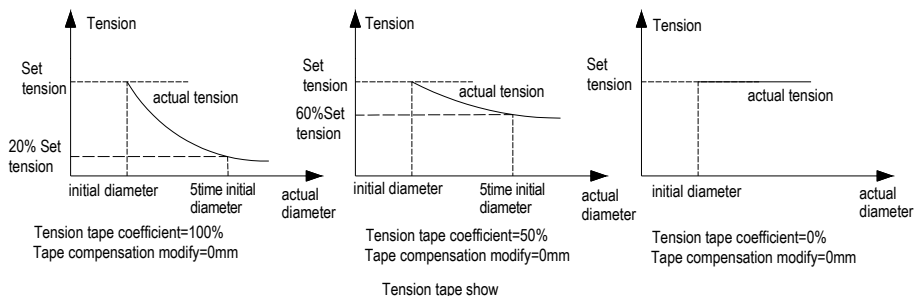 Tension
Set
tension
actual tension
20% Set
tension
initial diameter
5time initial
diameter
actual
diameter
Tension tape coefficient=100%
Tape compensation modify=0mm
Tension
Set
tension
actual tension
60%Set
tension
initial diameter
5time initial
diameter
actual
diameter
Tension tape coefficient=50%
Tape compensation modify=0mm
Tension
Set
tension
actual tension
initial diameter
actual
diameter
Tension tape coefficient=0%
Tape compensation modify=0mm
Tension tape show